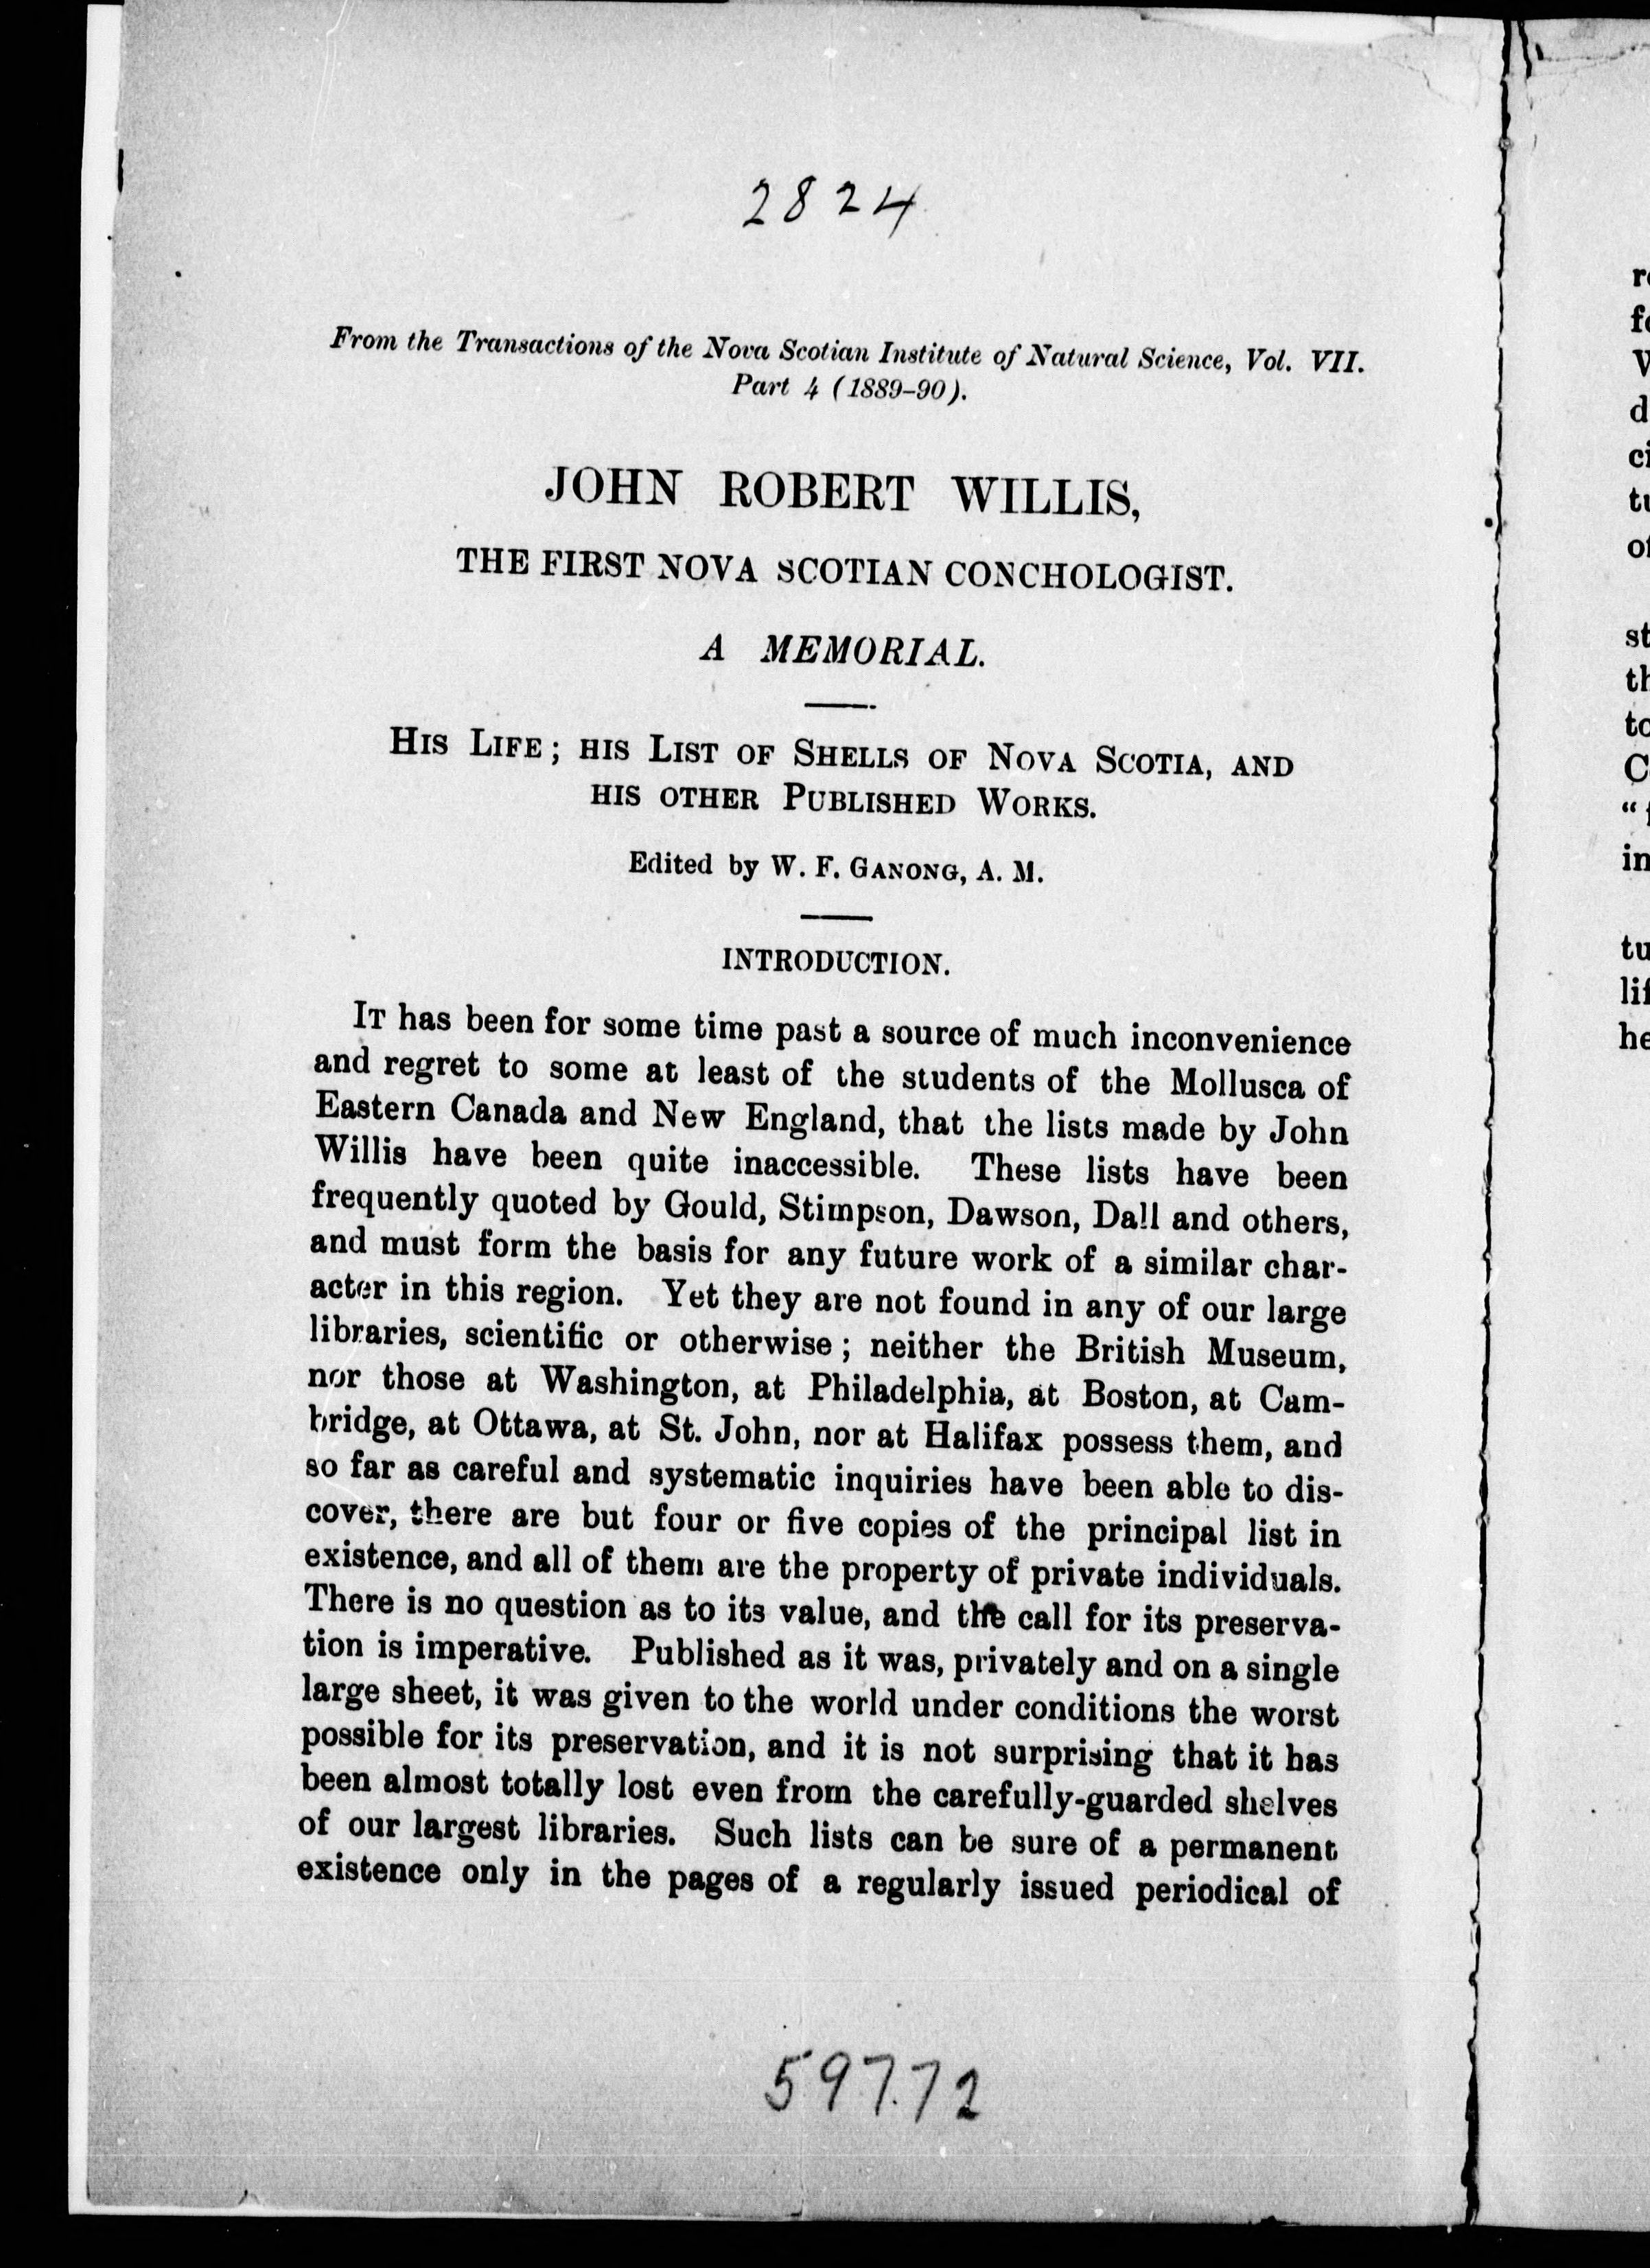 2824
From the Transactions of the Nova Scotian Institute of Natural Science, Vol. VII.
Part 4 (1889-90).
JOHN ROBERT WILLIS,
THE FIRST NOVA SCOTIAN CONCHOLOGIST.
A MEMORIAL.
HIS LIFE; HIS LIST OF SHELLS OF NOVA SCOTIA, AND
HIS OTHER PUBLISHED WORKS.
Edited by W. F. GANONG, A. M.
INTRODUCTION.
IT has been for some time past a source of much inconvenience
and regret to some at least of the students of the Mollusca of
Eastern Canada and New England, that the lists made by John
Willis have been quite inaccessible. These lists have been
frequently quoted by Gould, Stimpson, Dawson, Dall and others,
and must form the basis for any future work of a similar char-
acter in this region. Yet they are not found in any of our large
libraries, scientific or otherwise; neither the British Museum,
nor those at Washington, at Philadelphia, at Boston, at Cam-
bridge, at Ottawa, at St. John, nor at Halifax possess them, and
so far as careful and systematic inquiries have been able to dis-
cover, there are but four or five copies of the principal list in
existence, and all of them are the property of private individuals.
There is no question as to its value, and the call for its preserva-
tion is imperative. Published as it was, privately and on a single
large sheet, it was given to the world under conditions the worst
possible for its preservation, and it is not surprising that it has
been almost totally lost even from the carefully-guarded shelves
of our largest libraries. Such lists can be sure of a permanent
existence only in the pages of a regularly issued periodical of
597.72